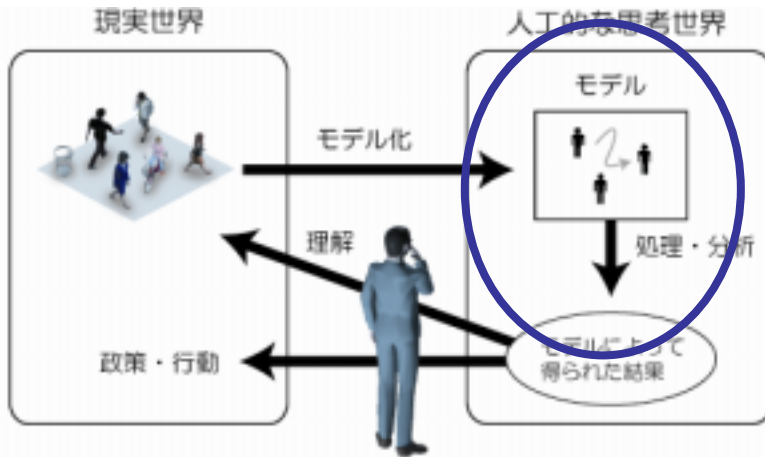 現実世界
人工的な思考世界
モデル
モデル化
処理・分析
理解
政策・行動
モデルによって
得られた結果